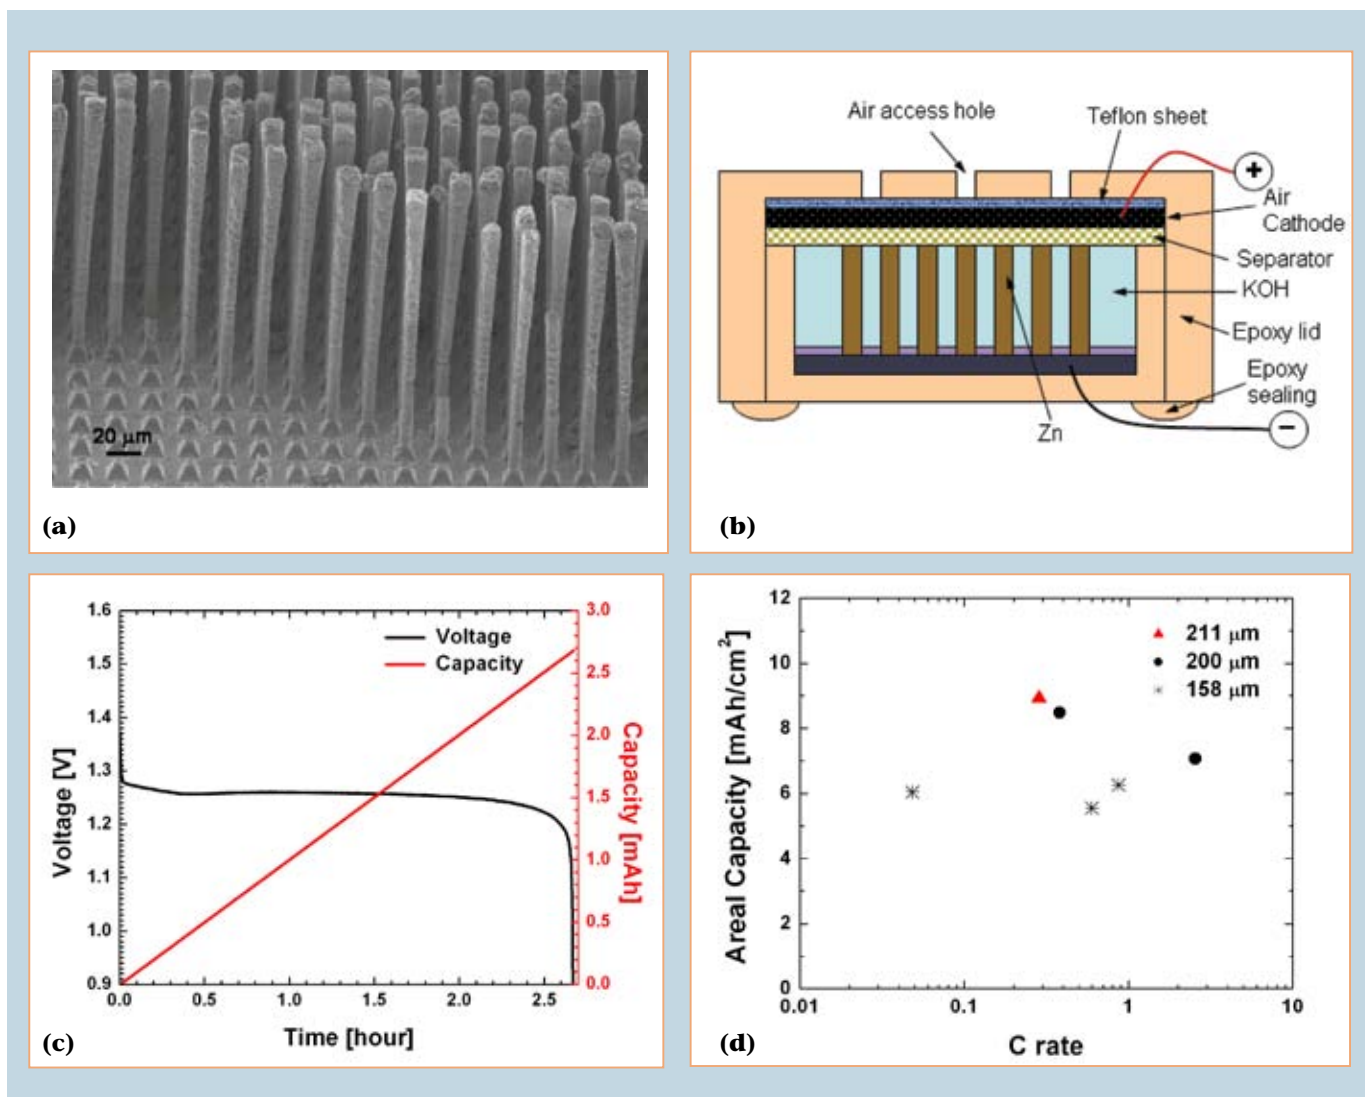 20 μm
(a)
Air access hole
Teflon sheet
+
Air
Cathode
Separator
KOH
Epoxy lid
Epoxy
sealing
Zn
−
(b)
1.6
1.5
1.4
1.3
1.2
1.1
1.0
0.9
Voltage [V]
Voltage
Capacity
3.0
2.5
2.0
1.5
1.0
0.5
0.0
Capacity [mAh]
0.0
0.5
1.0
1.5
2.0
2.5
Time [hour]
(c)
12
10
8
6
4
2
0
Areal Capacity [mAh/cm²]
211 μm
200 μm
158 μm
0.01
0.1
1
10
C rate
(d)